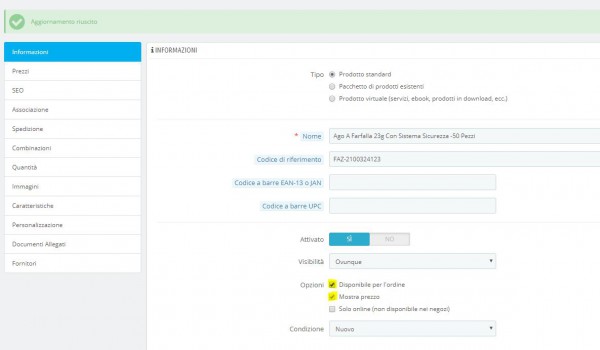 Aggiornamento riuscito
Informazioni
Prezzi
SEO
Associazione
Spedizione
Combinazioni
Quantità
Immagini
Caratteristiche
Personalizzazione
Documenti Allegati
Fornitori
INFORMAZIONI
Tipo
Prodotto standard
Pacchetto di prodotti esistenti
Prodotto virtuale (servizi, ebook, prodotti in download, ecc.)
* Nome
Ago A Farfalla 23g Con Sistema Sicurezza -50 Pezzi
Codice di riferimento
FAZ-2100324123
Codice a barre EAN-13 o JAN
Codice a barre UPC
Attivato
SÌ
NO
Visibilità
Ovunque
Opzioni
Disponibile per l'ordine
Mostra prezzo
Solo online (non disponibile nei negozi)
Condizione
Nuovo